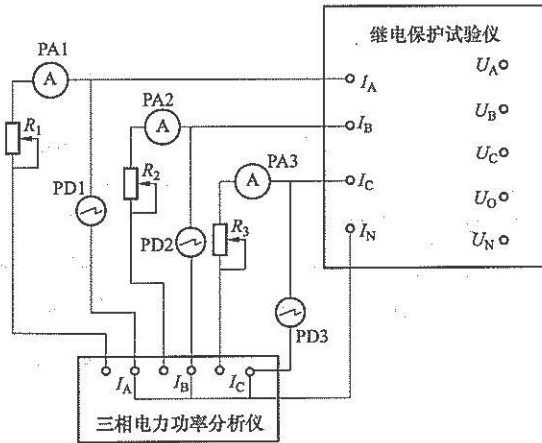 继电保护试验仪
PA1
A
I_A
U_A
R_1
PA2
A
I_B
U_B
PA3
R_2
A
I_C
U_C
PD1
R_3
U_O
PD2
I_N
U_N
PD3
I_A I_B I_C
三相电力功率分析仪